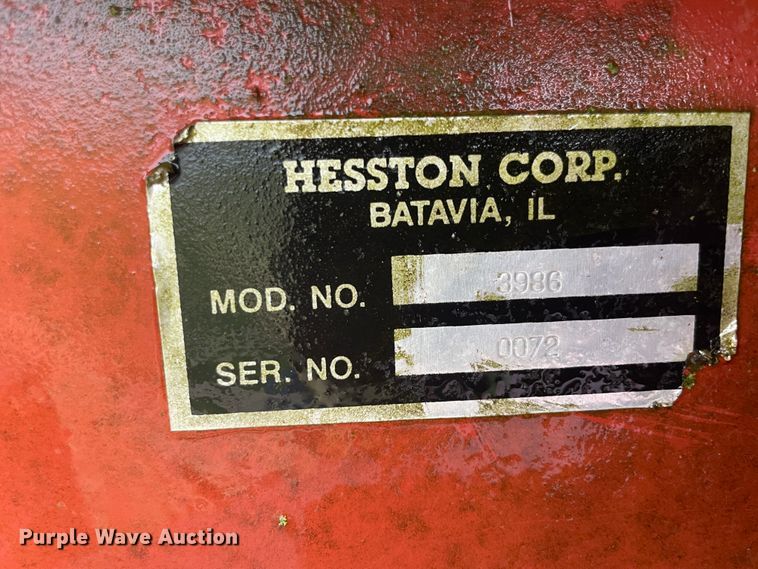 HESSTON CORP.
BATAVIA, IL
MOD. NO. 3986
SER. NO. 0072
Purple Wave Auction